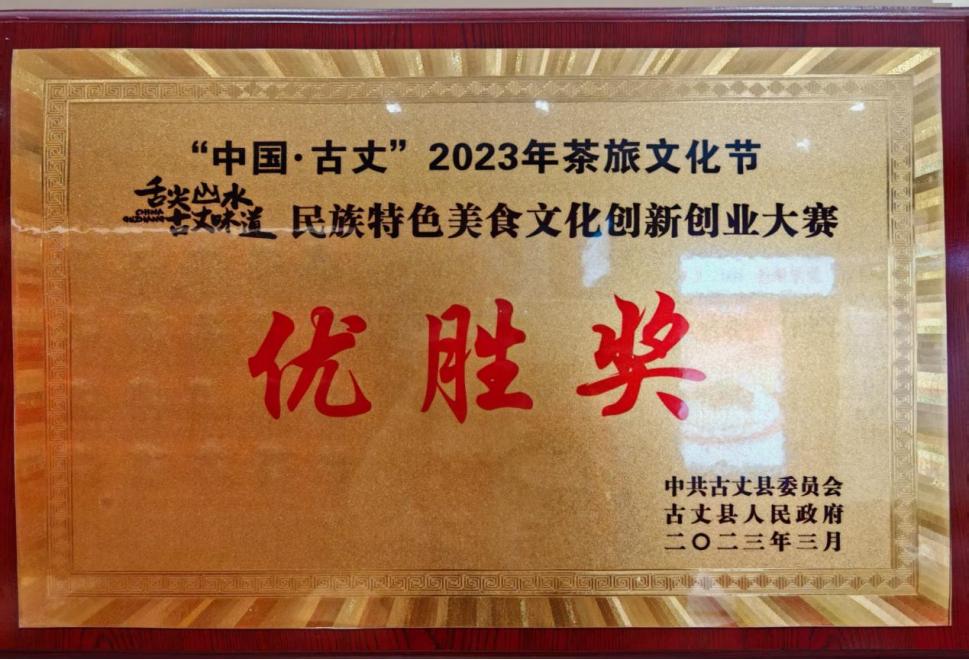 “中国·古丈”2023年茶旅文化节
舌尖山水
古丈味道
民族特色美食文化创新创业大赛
优胜奖
中共古丈县委员会
古丈县人民政府
二〇二三年三月